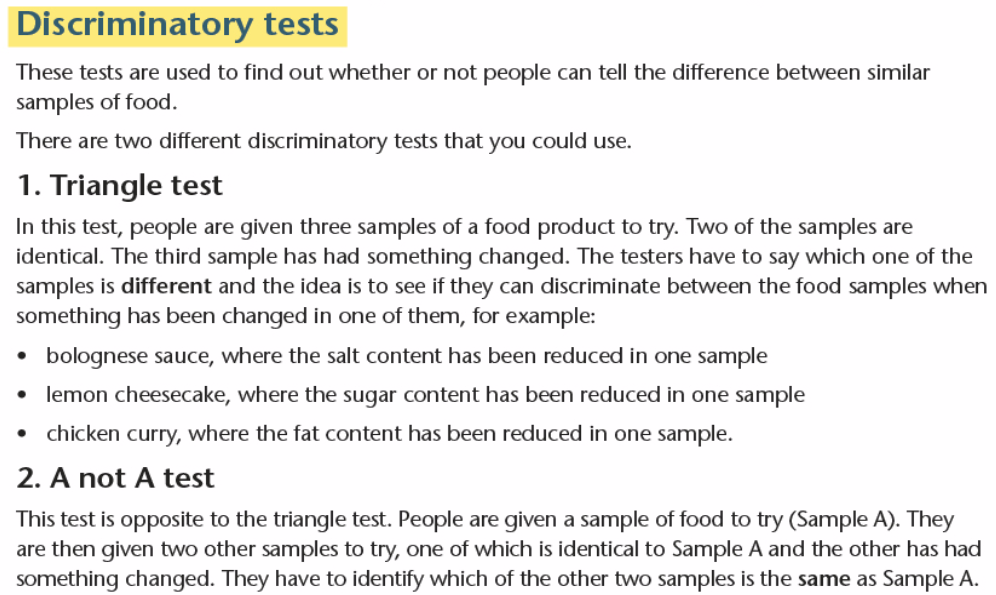 Discriminatory tests
These tests are used to find out whether or not people can tell the difference between similar
samples of food.
There are two different discriminatory tests that you could use.
1. Triangle test
In this test, people are given three samples of a food product to try. Two of the samples are
identical. The third sample has had something changed. The testers have to say which one of the
samples is different and the idea is to see if they can discriminate between the food samples when
something has been changed in one of them, for example:
• bolognese sauce, where the salt content has been reduced in one sample
• lemon cheesecake, where the sugar content has been reduced in one sample
• chicken curry, where the fat content has been reduced in one sample.
2. A not A test
This test is opposite to the triangle test. People are given a sample of food to try (Sample A). They
are then given two other samples to try, one of which is identical to Sample A and the other has had
something changed. They have to identify which of the other two samples is the same as Sample A.